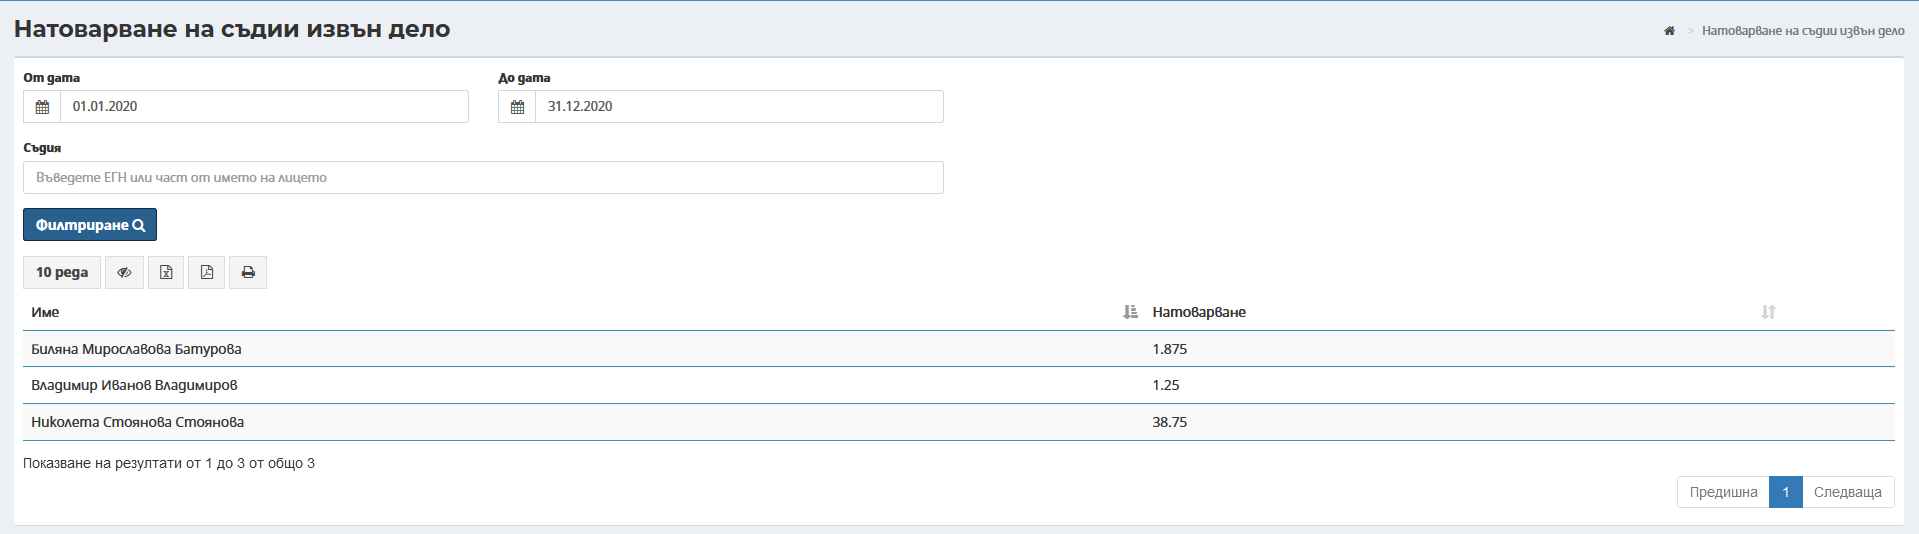 Натоварване на съдии извън дело
> Натоварване на съдии извън дело
От дата До дата
01.01.2020 31.12.2020
Съдия
Въведете ЕГН или част от името на лицето
Филтриране
10 реда
Име Натоварване
Биляна Мирославова Батурова 1.875
Владимир Иванов Владимиров 1.25
Николета Стоянова Стоянова 38.75
Показване на резултати от 1 до 3 от общо 3
Предишна 1 Следваща